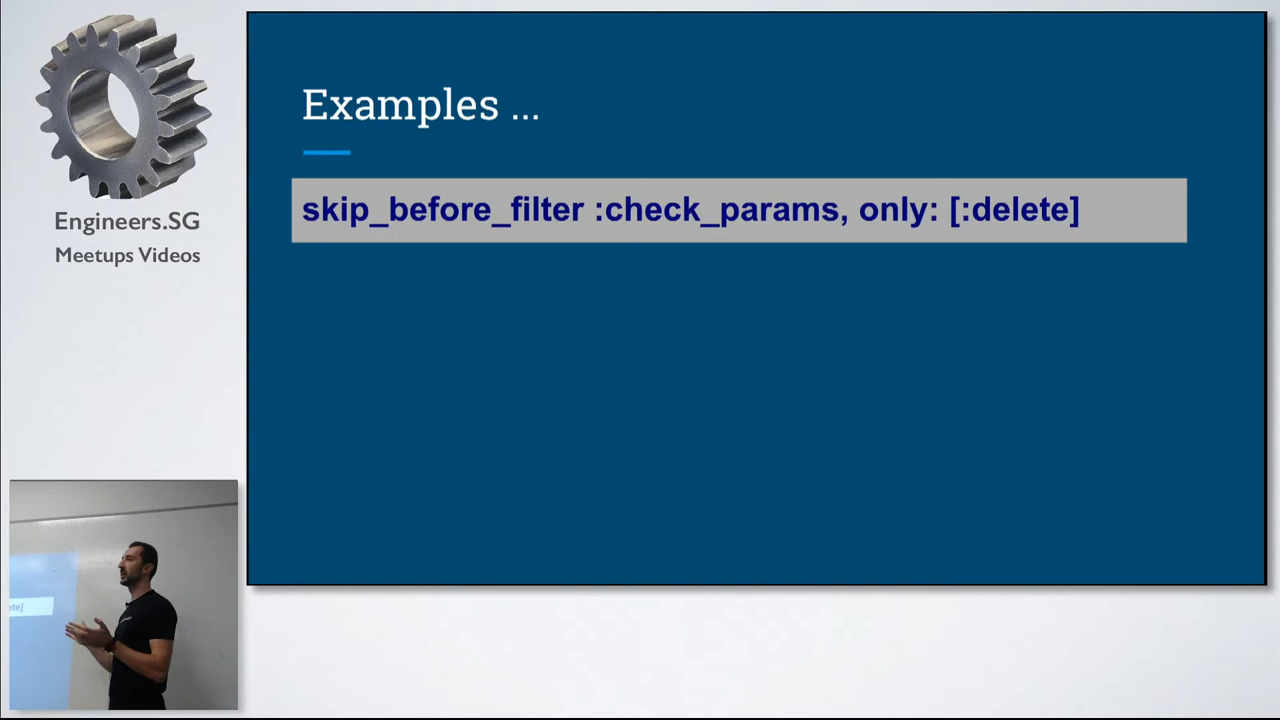 Engineers.SG
Meetups Videos
Examples ...
skip_before_filter :check_params, only: [:delete]